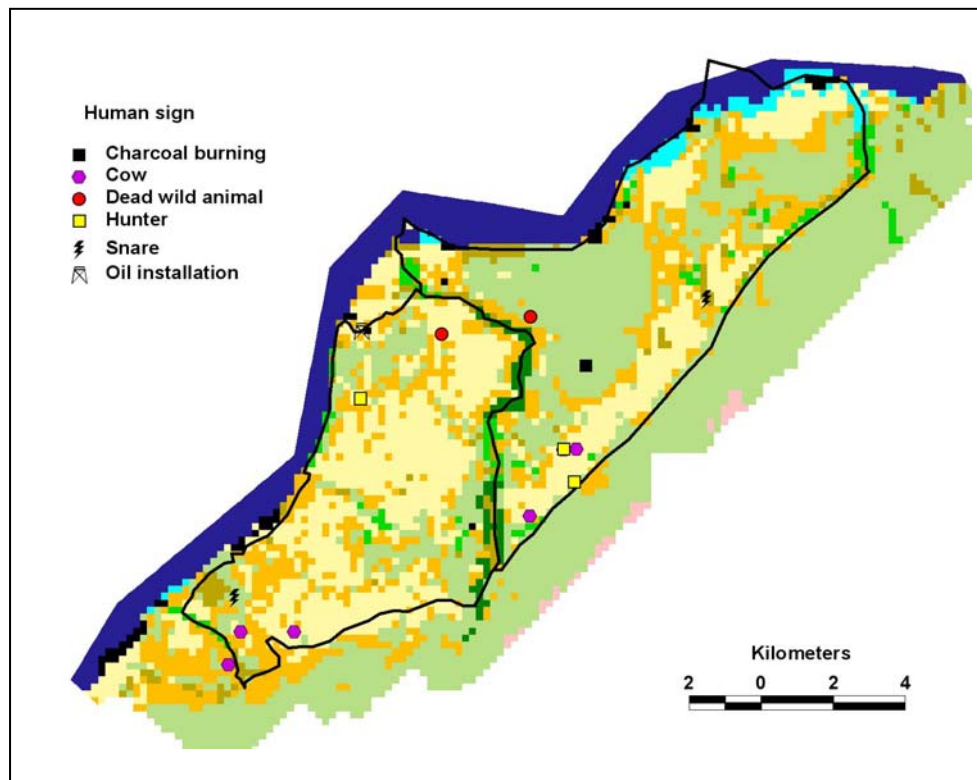 Human sign
Charcoal burning
Cow
Dead wild animal
Hunter
Snare
Oil installation
Kilometers
2 0 2 4